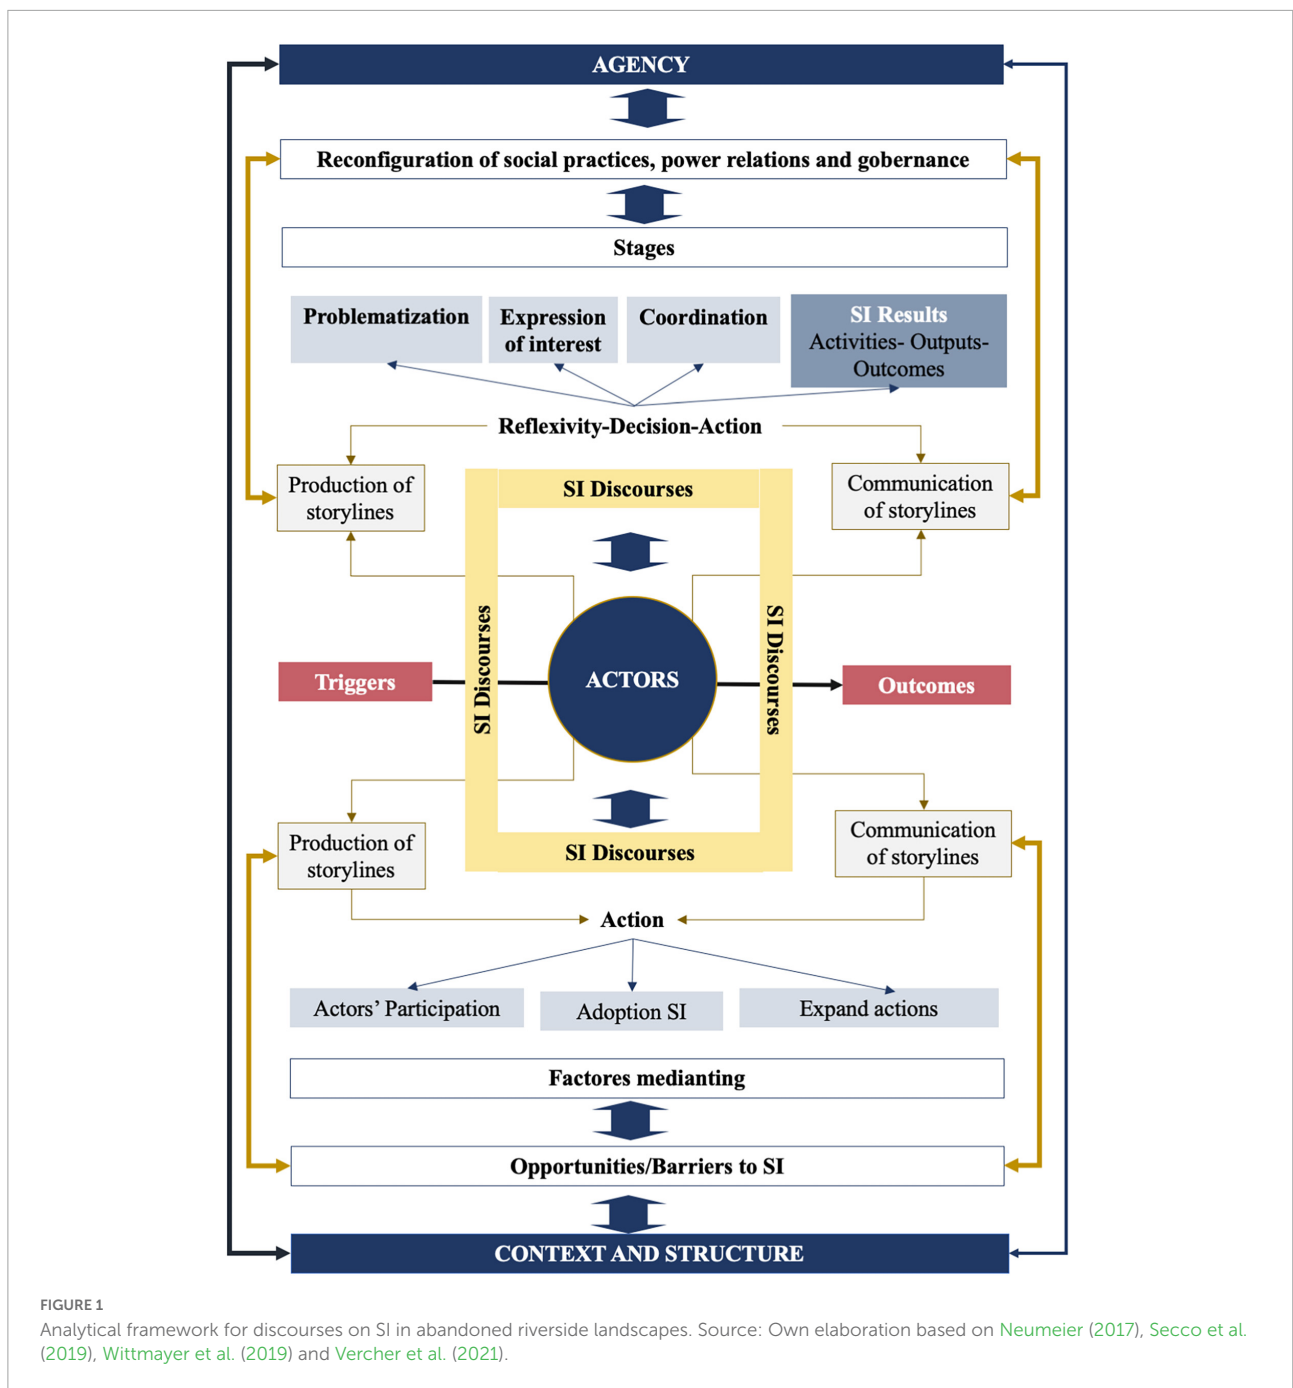 AGENCY
Reconfiguration of social practices, power relations and gobernance
Stages
Problematization
Expression
of interest
Coordination
SI Results
Activities- Outputs-
Outcomes
Reflexivity-Decision-Action
Production of
storylines
SI Discourses
Communication
of storylines
SI Discourses
SI Discourses
Triggers
ACTORS
Outcomes
Production of
storylines
SI Discourses
Communication
of storylines
Action
Actors’ Participation
Adoption SI
Expand actions
Factores medianting
Opportunities/Barriers to SI
CONTEXT AND STRUCTURE
FIGURE 1
Analytical framework for discourses on SI in abandoned riverside landscapes. Source: Own elaboration based on Neumeier (2017), Secco et al.
(2019), Wittmayer et al. (2019) and Vercher et al. (2021).